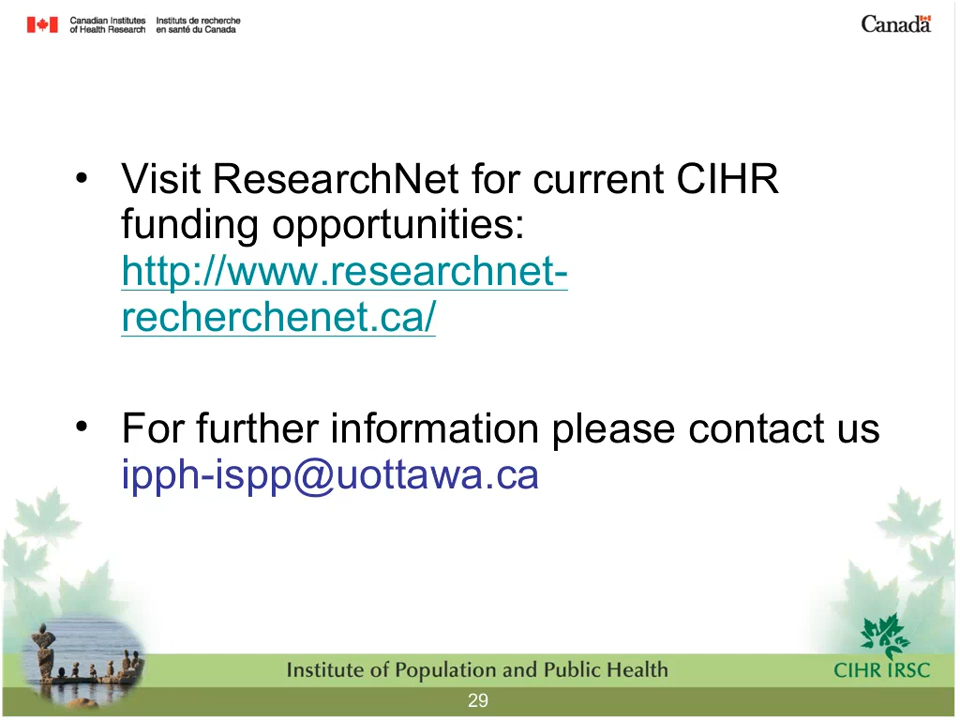 Canadian Institutes of Health Research
Instituts de recherche en santé du Canada
Canada
• Visit ResearchNet for current CIHR
funding opportunities:
http://www.researchnet-
recherchenet.ca/
• For further information please contact us
ipph-ispp@uottawa.ca
Institute of Population and Public Health
CIHR IRSC
29